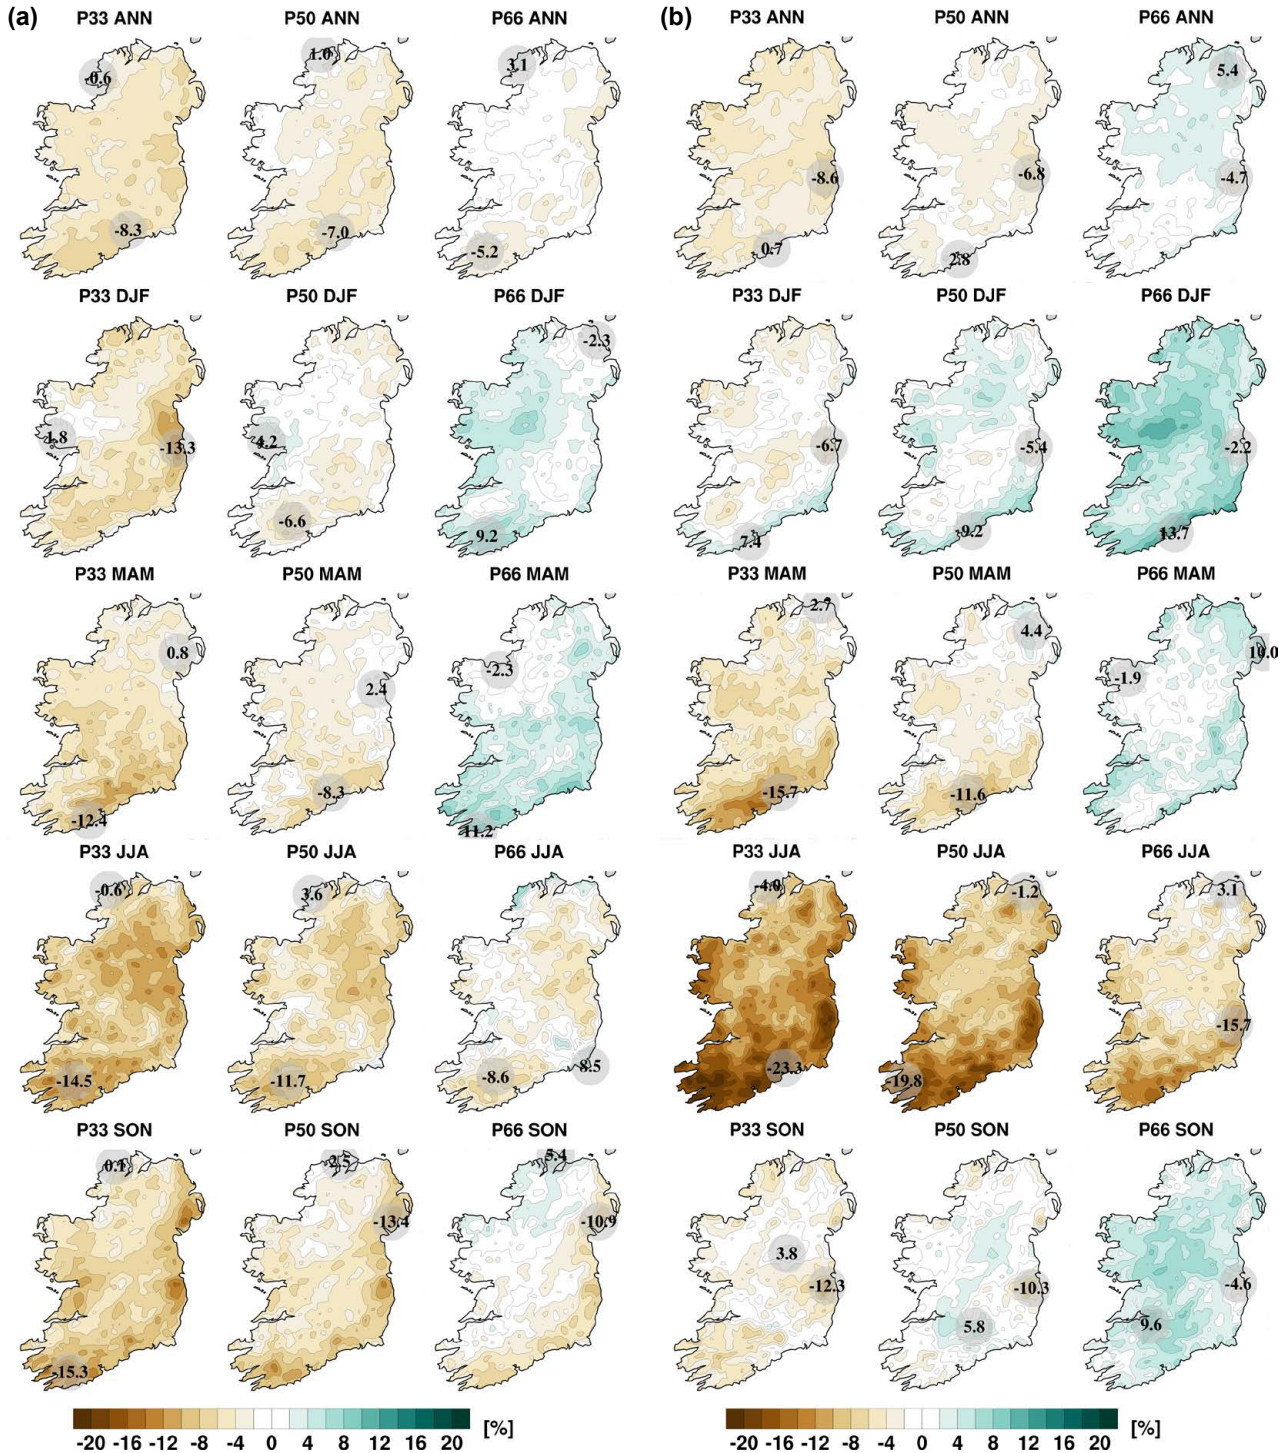 (a) P33 ANN P50 ANN P66 ANN (b) P33 ANN P50 ANN P66 ANN
-0.6 1.0 3.1 5.4
-8.3 -7.0 -5.2 -8.6 0.7 -6.8 2.8 -4.7
P33 DJF P50 DJF P66 DJF P33 DJF P50 DJF P66 DJF
1.8 -13.3 4.2 -6.6 -2.3 9.2 -6.7 7.4 -5.4 9.2 -2.2 13.7
P33 MAM P50 MAM P66 MAM P33 MAM P50 MAM P66 MAM
0.8 -12.4 2.4 -8.3 -2.3 11.2 2.7 -15.7 4.4 -11.6 10.0 -1.9
P33 JJA P50 JJA P66 JJA P33 JJA P50 JJA P66 JJA
-0.6 -14.5 3.6 -11.7 -8.6 8.5 -4.0 -23.3 -1.2 -19.8 3.1 -15.7
P33 SON P50 SON P66 SON P33 SON P50 SON P66 SON
0.1 -15.3 2.5 -13.4 5.4 -10.9 3.8 -12.3 -10.3 5.8 -4.6 9.6
[%] [%]
-20 -16 -12 -8 -4 0 4 8 12 16 20 -20 -16 -12 -8 -4 0 4 8 12 16 20